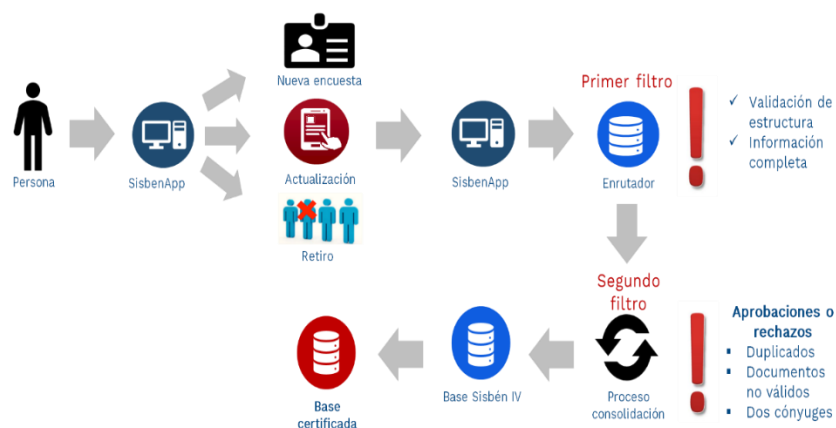 Nueva encuesta
Primer filtro
✓ Validación de
estructura
✓ Información
completa
Persona
SisbenApp
Actualización
SisbenApp
Enrutador
Retiro
Segundo
filtro
Aprobaciones o
rechazos
▪ Duplicados
▪ Documentos
no válidos
▪ Dos cónyuges
Proceso
consolidación
Base Sisbén IV
Base
certificada